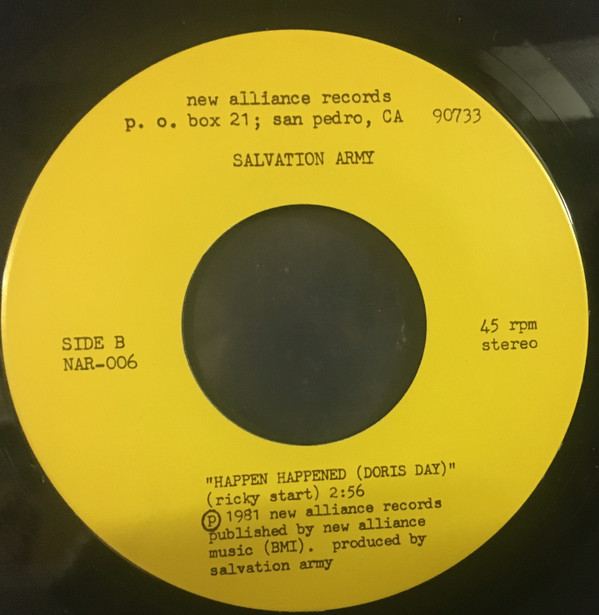 new alliance records
p. o. box 21; san pedro, CA 90733
SALVATION ARMY
SIDE B
NAR-006
45 rpm
stereo
"HAPPEN HAPPENED (DORIS DAY)"
(ricky start) 2:56
Ⓟ 1981 new alliance records
published by new alliance
music (BMI). produced by
salvation army